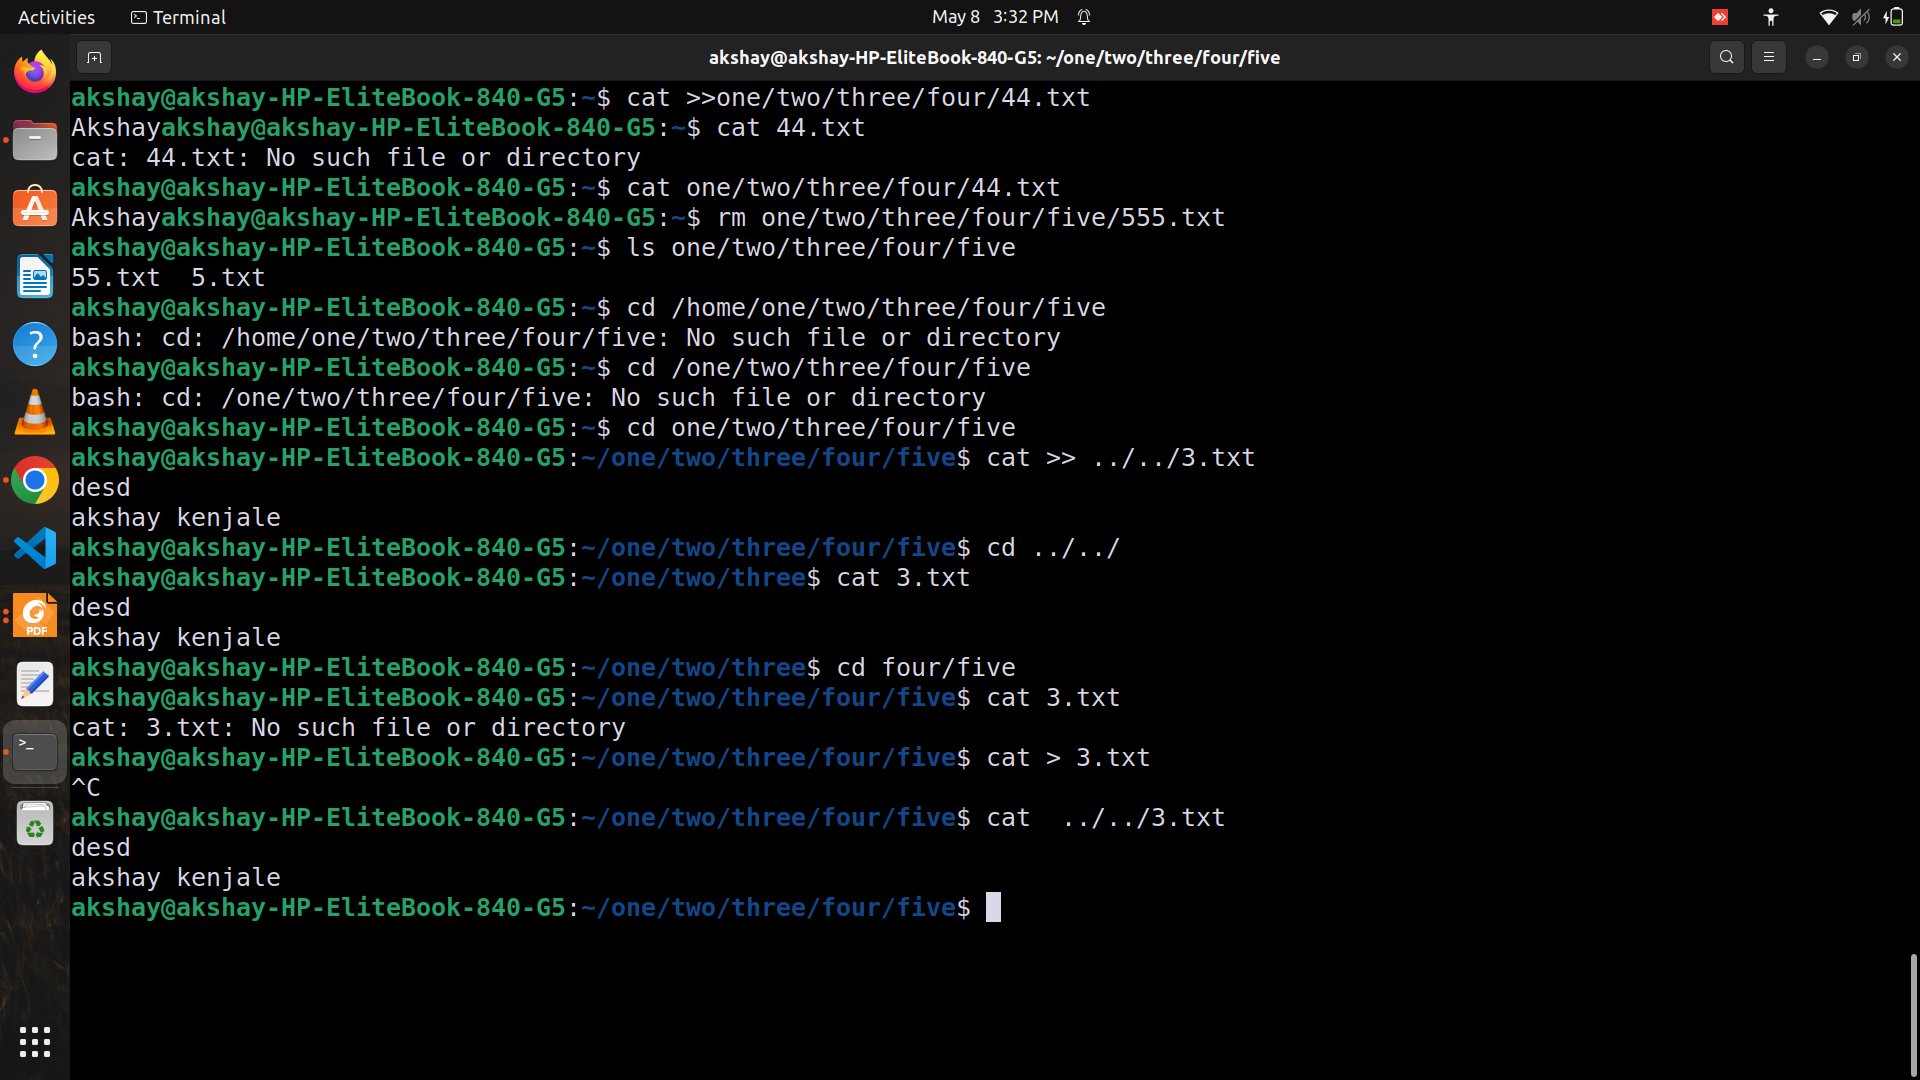 Activities
Terminal
May 8 3:32 PM
akshay@akshay-HP-EliteBook-840-G5: ~/one/two/three/four/five
akshay@akshay-HP-EliteBook-840-G5:~$ cat >>one/two/three/four/44.txt
Akshayakshay@akshay-HP-EliteBook-840-G5:~$ cat 44.txt
cat: 44.txt: No such file or directory
akshay@akshay-HP-EliteBook-840-G5:~$ cat one/two/three/four/44.txt
Akshayakshay@akshay-HP-EliteBook-840-G5:~$ rm one/two/three/four/five/555.txt
akshay@akshay-HP-EliteBook-840-G5:~$ ls one/two/three/four/five
55.txt  5.txt
akshay@akshay-HP-EliteBook-840-G5:~$ cd /home/one/two/three/four/five
bash: cd: /home/one/two/three/four/five: No such file or directory
akshay@akshay-HP-EliteBook-840-G5:~$ cd /one/two/three/four/five
bash: cd: /one/two/three/four/five: No such file or directory
akshay@akshay-HP-EliteBook-840-G5:~$ cd one/two/three/four/five
akshay@akshay-HP-EliteBook-840-G5:~/one/two/three/four/five$ cat >> ../../3.txt
desd
akshay kenjale
akshay@akshay-HP-EliteBook-840-G5:~/one/two/three/four/five$ cd ../../
akshay@akshay-HP-EliteBook-840-G5:~/one/two/three$ cat 3.txt
desd
akshay kenjale
akshay@akshay-HP-EliteBook-840-G5:~/one/two/three$ cd four/five
akshay@akshay-HP-EliteBook-840-G5:~/one/two/three/four/five$ cat 3.txt
cat: 3.txt: No such file or directory
akshay@akshay-HP-EliteBook-840-G5:~/one/two/three/four/five$ cat > 3.txt
^C
akshay@akshay-HP-EliteBook-840-G5:~/one/two/three/four/five$ cat  ../../3.txt
desd
akshay kenjale
akshay@akshay-HP-EliteBook-840-G5:~/one/two/three/four/five$
PDF